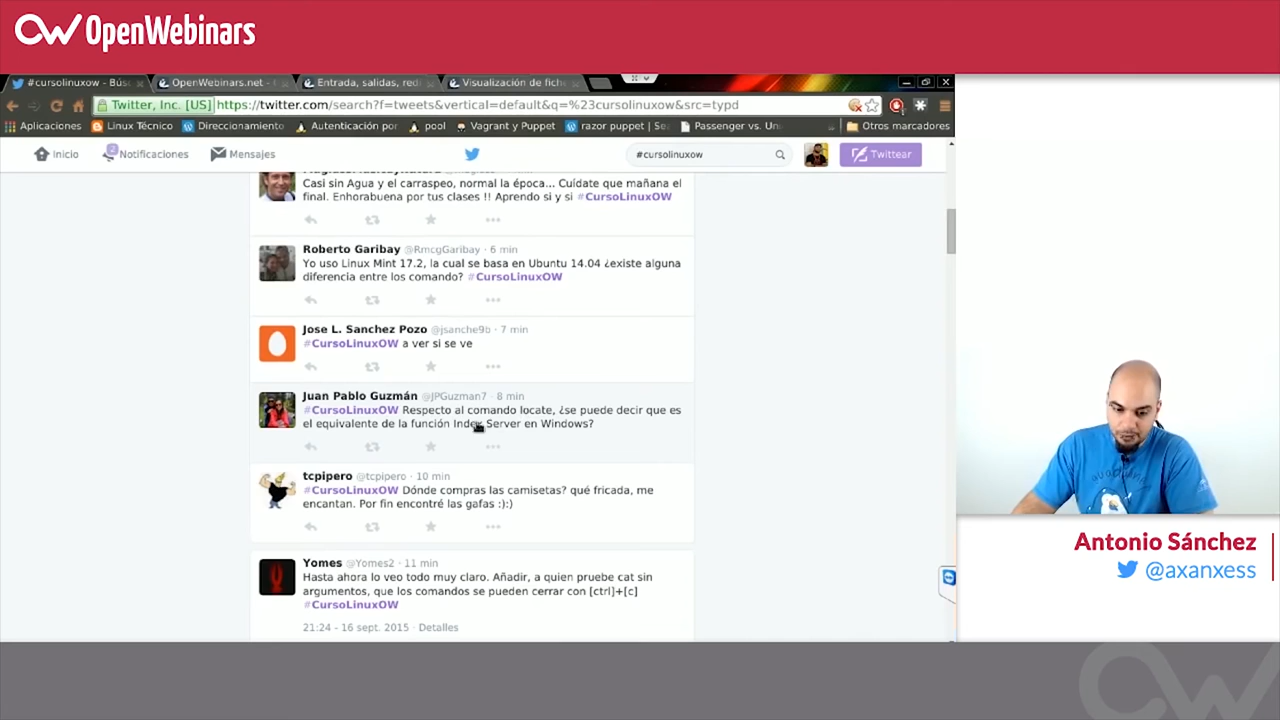 OpenWebinars
#cursolinuxow - Bús
OpenWebinars.net -
Entrada, salidas, red
Visualización de fiche
Twitter, Inc. [US]
https://twitter.com/search?f=tweets&vertical=default&q=%23cursolinuxow&src=typd
Aplicaciones
Linux Técnico
Direccionamiento
Autenticación por
pool
Vagrant y Puppet
razor puppet | Sea
Passenger vs. Un
Otros marcadores
Inicio
2
Notificaciones
Mensajes
#cursolinuxow
Twittear
Casi sin Agua y el carraspeo, normal la época... Cuídate que mañana el
final. Enhorabuena por tus clases !! Aprendo si y si #CursoLinuxOW
Roberto Garibay @RmcgGaribay · 6 min
Yo uso Linux Mint 17.2, la cual se basa en Ubuntu 14.04 ¿existe alguna
diferencia entre los comando? #CursoLinuxOW
Jose L. Sanchez Pozo @jsanche9b · 7 min
#CursoLinuxOW a ver si se ve
Juan Pablo Guzmán @JPGuzman7 · 8 min
#CursoLinuxOW Respecto al comando locate, ¿se puede decir que es
el equivalente de la función Index Server en Windows?
tcpipero @tcpipero · 10 min
#CursoLinuxOW Dónde compras las camisetas? qué fricada, me
encantan. Por fin encontré las gafas :):)
Yomes @Yomes2 · 11 min
Hasta ahora lo veo todo muy claro. Añadir, a quien pruebe cat sin
argumentos, que los comandos se pueden cerrar con [ctrl]+[c]
#CursoLinuxOW
21:24 - 16 sept. 2015 · Detalles
Antonio Sánchez
@axanxess